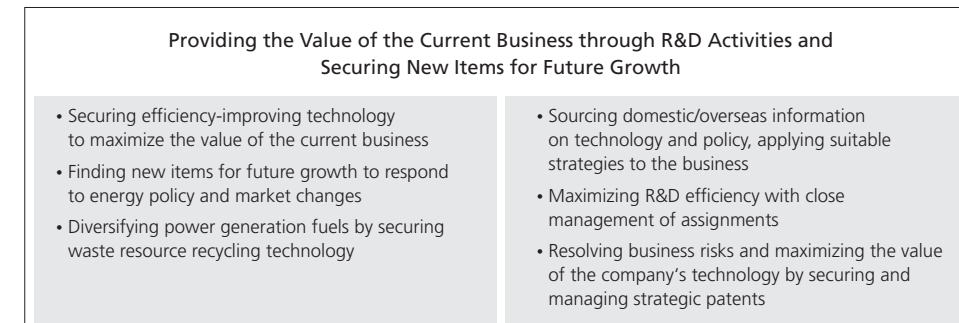 Providing the Value of the Current Business through R&D Activities and
Securing New Items for Future Growth
• Securing efficiency-improving technology
to maximize the value of the current business
• Finding new items for future growth to respond
to energy policy and market changes
• Diversifying power generation fuels by securing
waste resource recycling technology
• Sourcing domestic/overseas information
on technology and policy, applying suitable
strategies to the business
• Maximizing R&D efficiency with close
management of assignments
• Resolving business risks and maximizing the value
of the company‘s technology by securing and
managing strategic patents